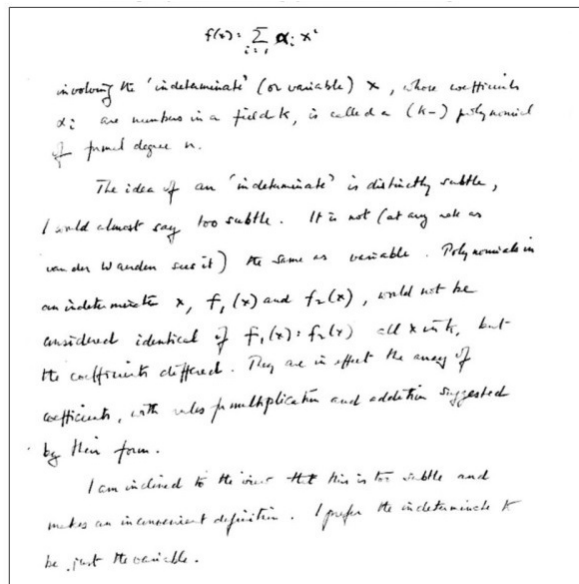 f(x) = Σ αᵢ xⁱ
i = 1
involving the 'indeterminate' (or variable) x, whose coefficients
αᵢ are numbers in a field k, is called a (k-) polynomial
of formal degree n.
The idea of an 'indeterminate' is distinctly subtle,
I would almost say too subtle. It is not (at any rate as
van der Waerden sees it) the same as variable. Polynomials in
an indeterminate x, f₁(x) and f₂(x), would not be
considered identical if f₁(x) = f₂(x) all x in k, but
the coefficients differed. They are in effect the array of
coefficients, with rules for multiplication and addition suggested
by their form.
I am inclined to the view that this is too subtle and
makes an inconvenient definition. I prefer the indeterminate k
be just the variable.